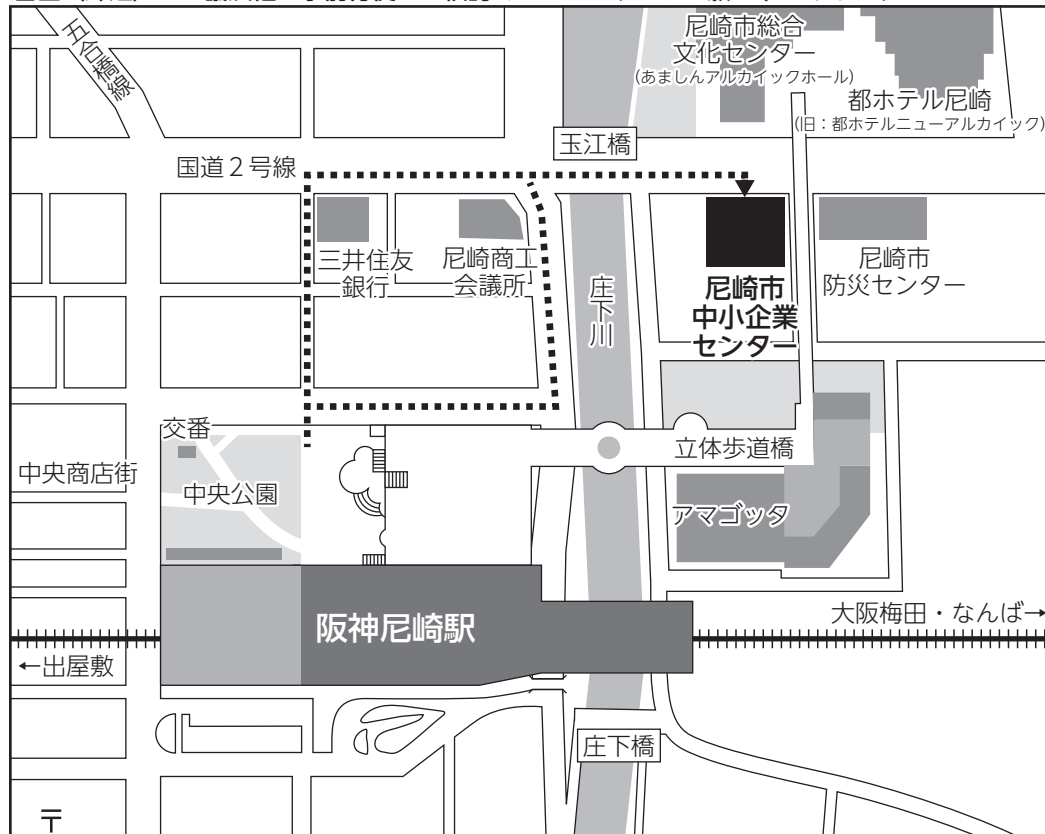 五合橋線
尼崎市総合
文化センター
(あましんアルカイックホール)
都ホテル尼崎
(旧：都ホテルニューアルカイック)
玉江橋
国道2号線
三井住友
銀行
尼崎商工
会議所
庄下川
尼崎市
中小企業
センター
尼崎市
防災センター
交番
中央商店街
中央公園
立体歩道橋
アマゴッタ
阪神尼崎駅
大阪梅田・なんば→
←出屋敷
庄下橋
〒